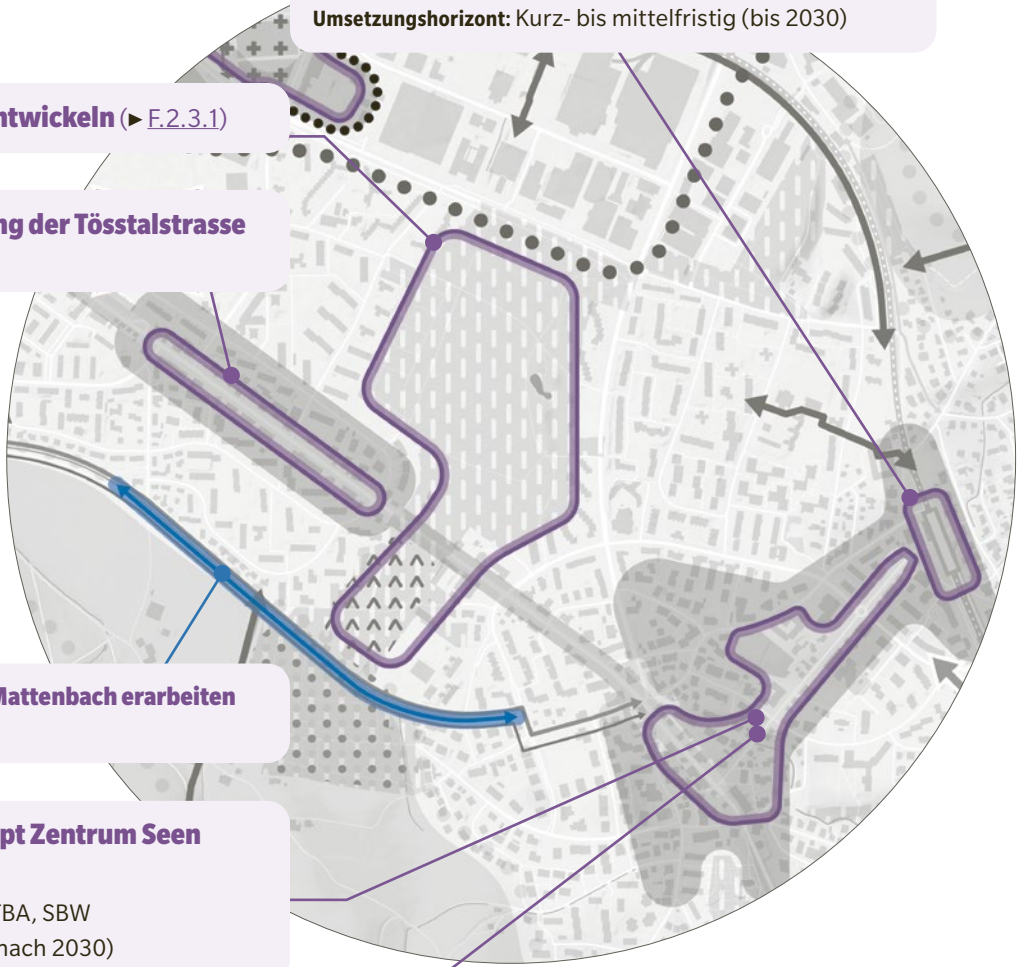 Umsetzungshorizont: Kurz- bis mittelfristig (bis 2030)
ntwickeln (▸ F.2.3.1)
ng der Tösstalstrasse
Mattenbach erarbeiten
pt Zentrum Seen
BA, SBW
nach 2030)